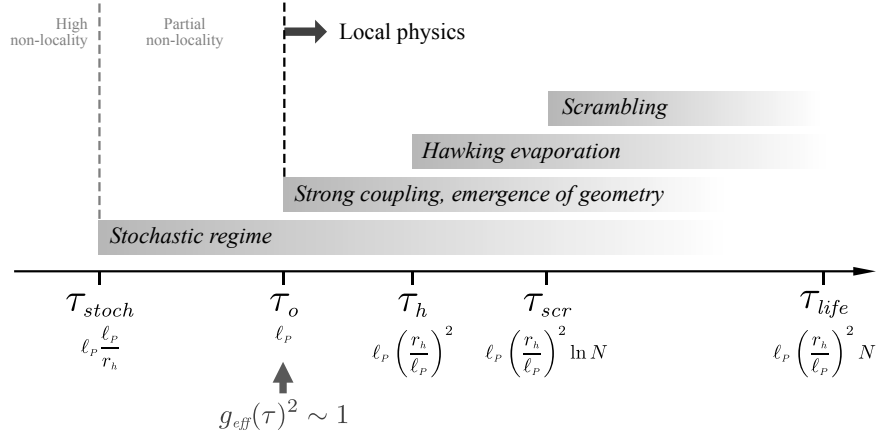 High
non-locality
Partial
non-locality
Local physics
Scrambling
Hawking evaporation
Strong coupling, emergence of geometry
Stochastic regime
τ_stoch
τ_o
τ_h
τ_scr
τ_life
ℓ_P ℓ_P/r_h
ℓ_P
ℓ_P (r_h/ℓ_P)^2
ℓ_P (r_h/ℓ_P)^2 ln N
ℓ_P (r_h/ℓ_P)^2 N
g_eff(τ)^2 ∼ 1